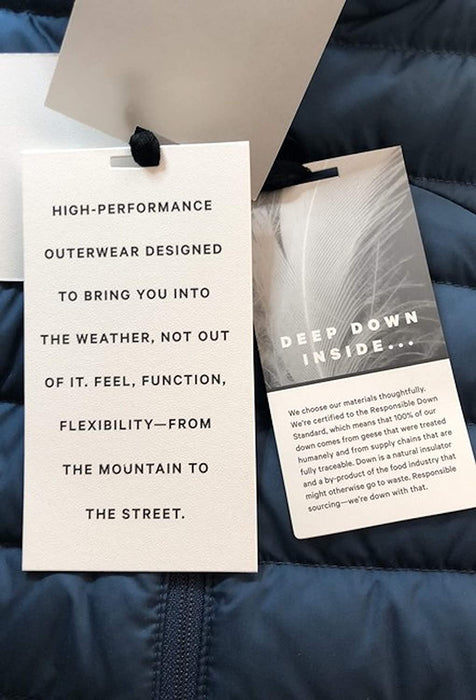 HIGH-PERFORMANCE
OUTERWEAR DESIGNED
TO BRING YOU INTO
THE WEATHER, NOT OUT
OF IT. FEEL, FUNCTION,
FLEXIBILITY—FROM
THE MOUNTAIN TO
THE STREET.
DEEP DOWN
INSIDE...
We choose our materials thoughtfully.
We're certified to the Responsible Down
Standard, which means that 100% of our
down comes from geese that were treated
humanely and from supply chains that are
fully traceable. Down is a natural insulator
and a by-product of the food industry that
might otherwise go to waste. Responsible
sourcing—we're down with that.